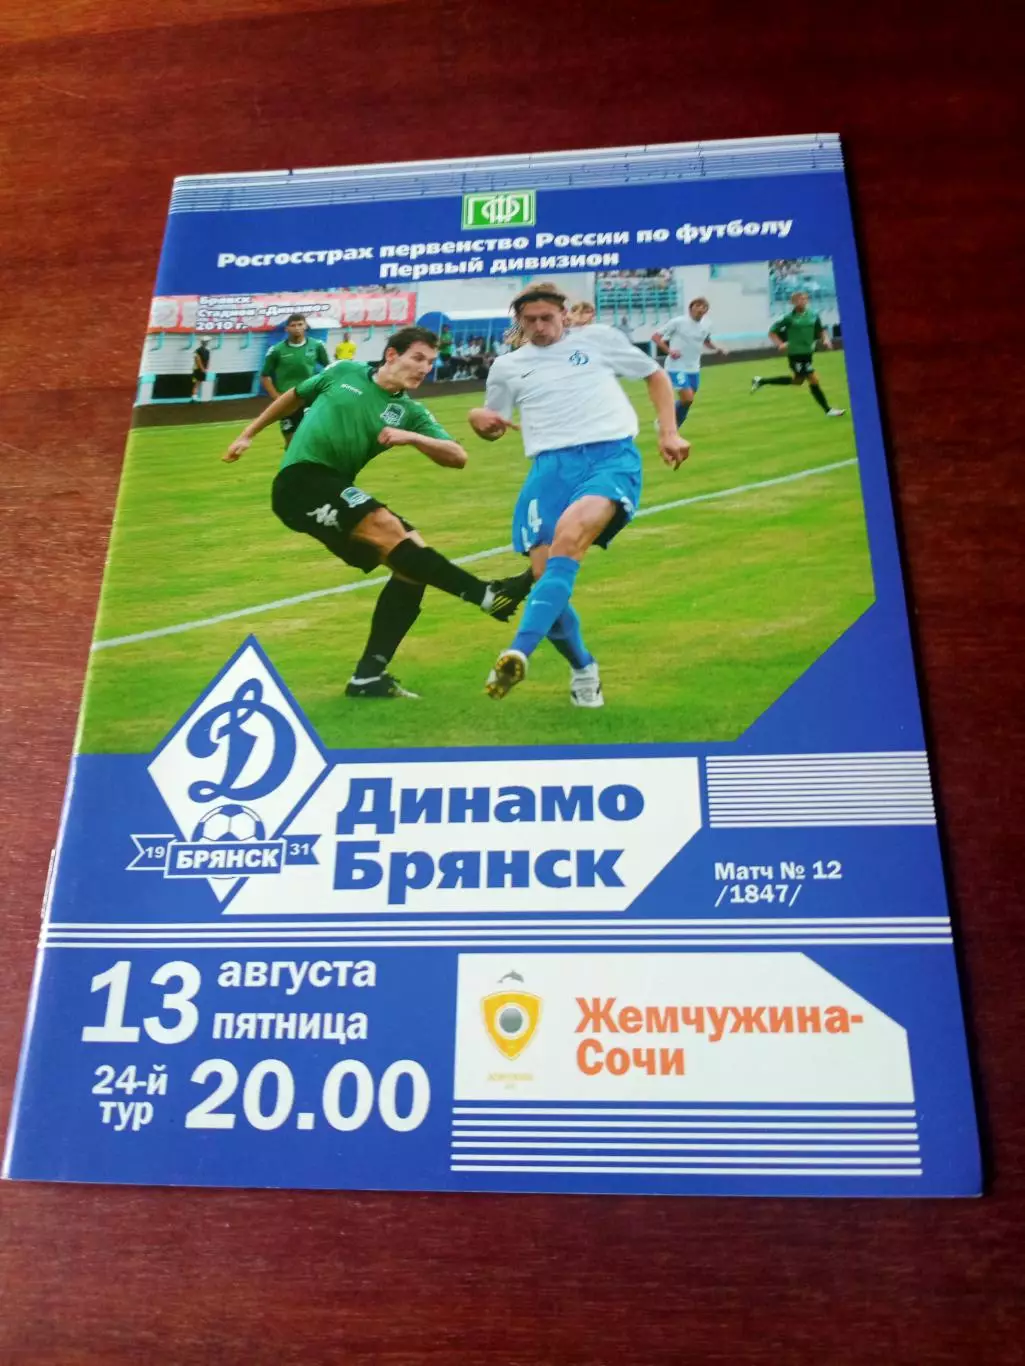 Росгосстрах первенство России по футболу
Первый дивизион
Брянск
Стадион «Динамо»
2010 г.
4
Д
19 БРЯНСК 31
Динамо
Брянск
Матч № 12
/1847/
13 августа
пятница
24-й
тур
20.00
Жемчужина-
Сочи